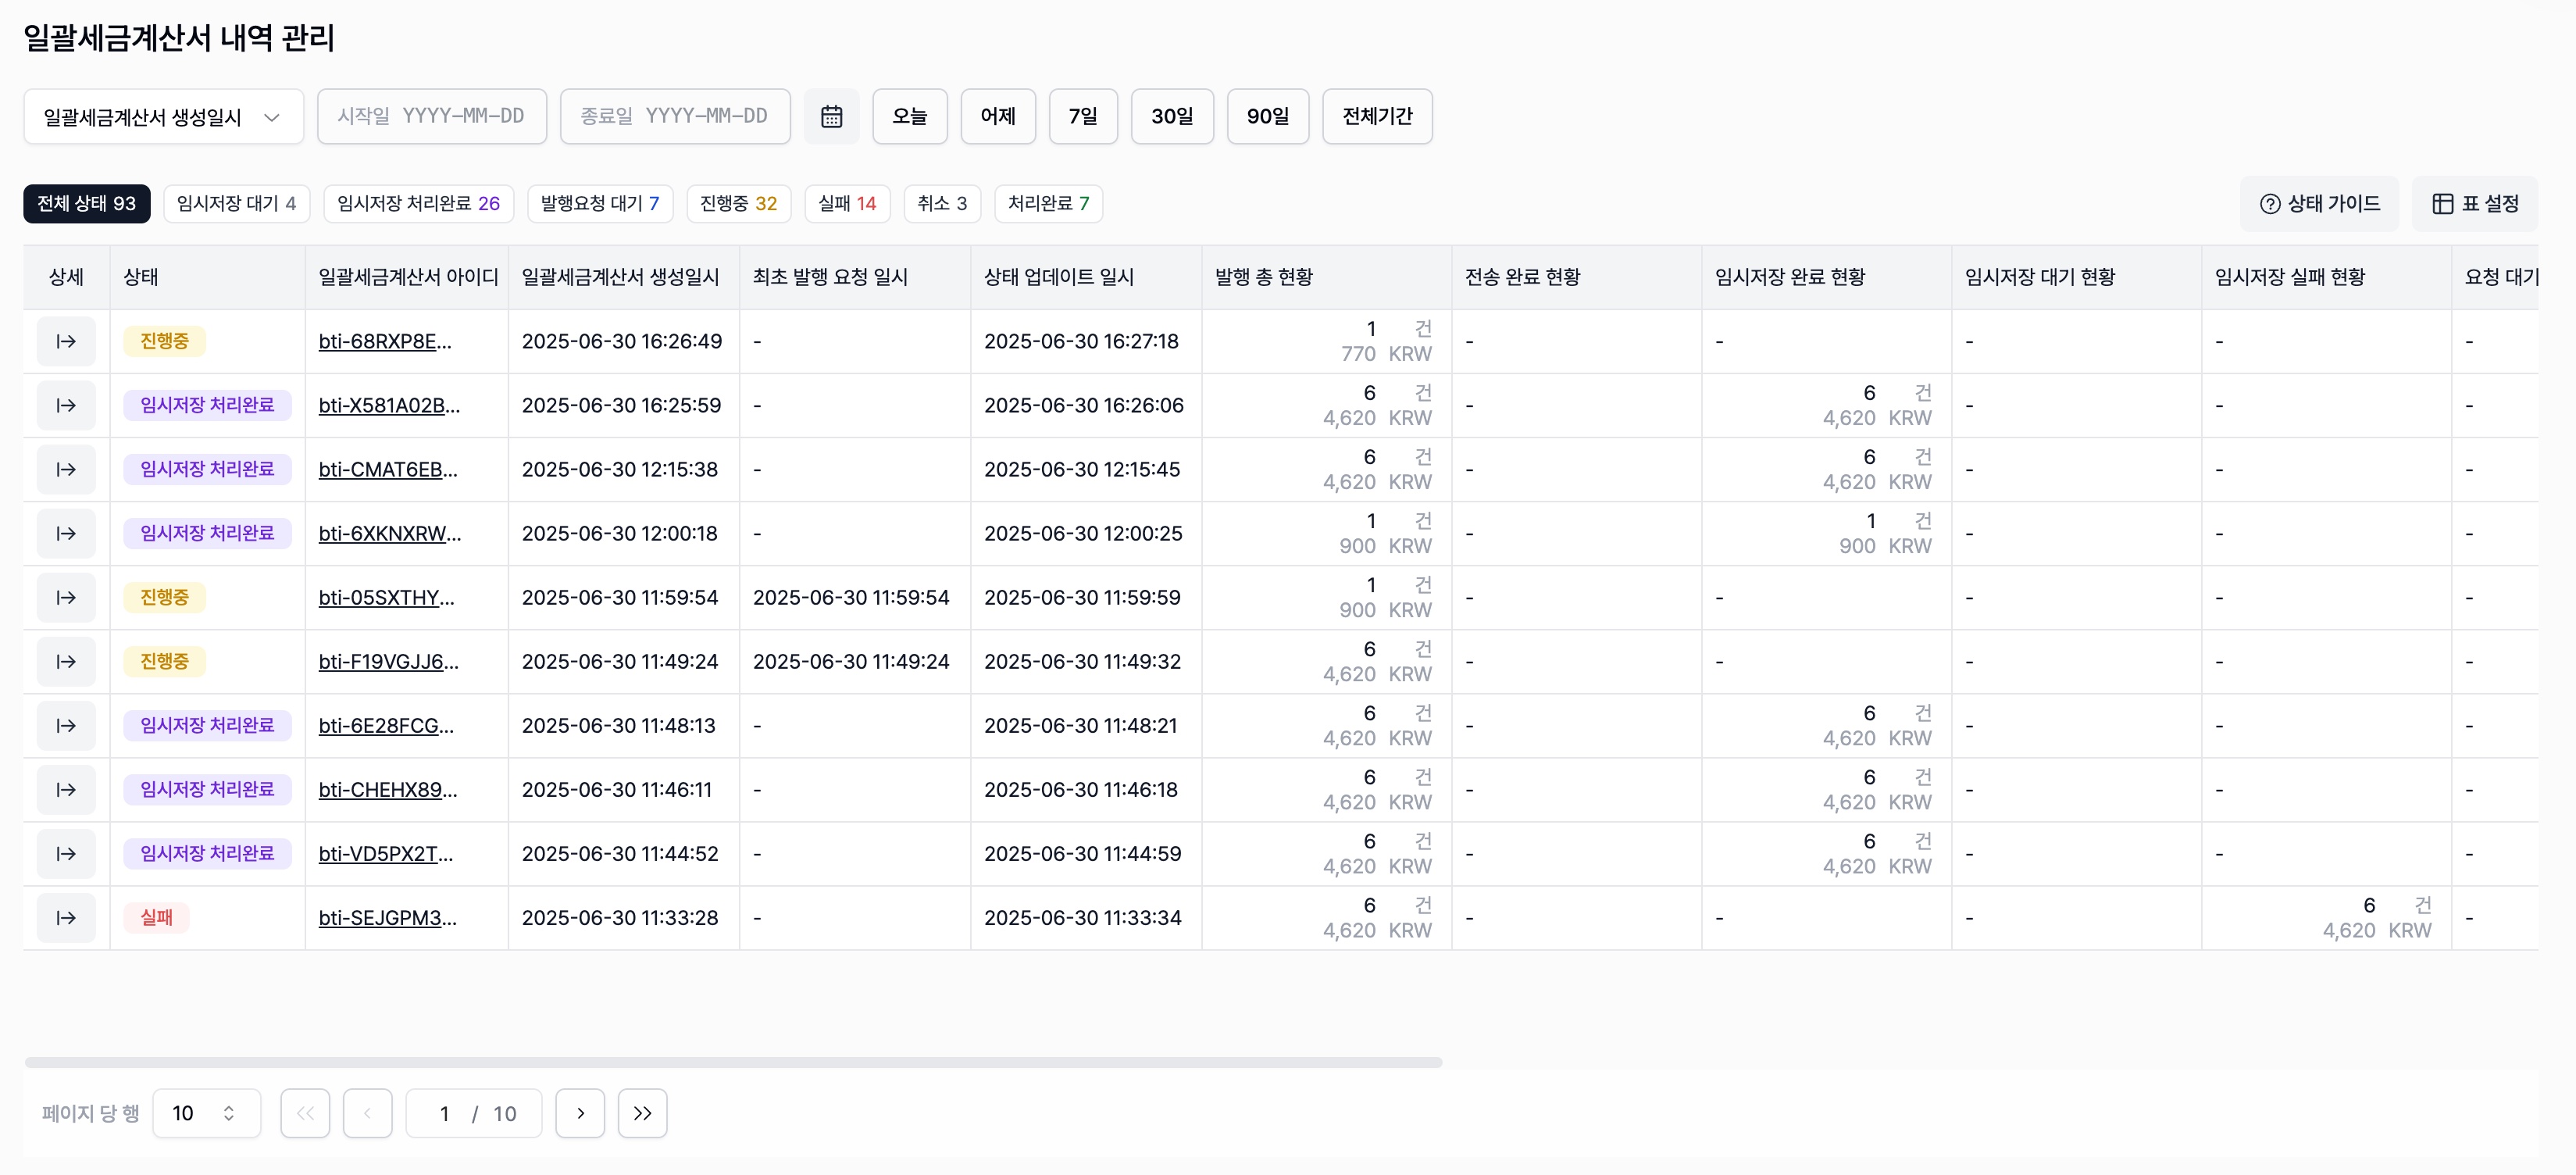 일괄세금계산서 내역 관리
일괄세금계산서 생성일시 시작일 YYYY-MM-DD 종료일 YYYY-MM-DD 오늘 어제 7일 30일 90일 전체기간
전체 상태 93 임시저장 대기 4 임시저장 처리완료 26 발행요청 대기 7 진행중 32 실패 14 취소 3 처리완료 7 상태 가이드 표 설정
상세 상태 일괄세금계산서 아이디 일괄세금계산서 생성일시 최초 발행 요청 일시 상태 업데이트 일시 발행 총 현황 전송 완료 현황 임시저장 완료 현황 임시저장 대기 현황 임시저장 실패 현황 요청 대기
진행중 bti-68RXP8E... 2025-06-30 16:26:49 - 2025-06-30 16:27:18 1 건 - - - - -
770 KRW
임시저장 처리완료 bti-X581A02B... 2025-06-30 16:25:59 - 2025-06-30 16:26:06 6 건 - 6 건 - - -
4,620 KRW 4,620 KRW
임시저장 처리완료 bti-CMAT6EB... 2025-06-30 12:15:38 - 2025-06-30 12:15:45 6 건 - 6 건 - - -
4,620 KRW 4,620 KRW
임시저장 처리완료 bti-6XKNXRW... 2025-06-30 12:00:18 - 2025-06-30 12:00:25 1 건 - 1 건 - - -
900 KRW 900 KRW
진행중 bti-05SXTHY... 2025-06-30 11:59:54 2025-06-30 11:59:54 2025-06-30 11:59:59 1 건 - - - - -
900 KRW
진행중 bti-F19VGJJ6... 2025-06-30 11:49:24 2025-06-30 11:49:24 2025-06-30 11:49:32 6 건 - - - - -
4,620 KRW
임시저장 처리완료 bti-6E28FCG... 2025-06-30 11:48:13 - 2025-06-30 11:48:21 6 건 - 6 건 - - -
4,620 KRW 4,620 KRW
임시저장 처리완료 bti-CHEHX89... 2025-06-30 11:46:11 - 2025-06-30 11:46:18 6 건 - 6 건 - - -
4,620 KRW 4,620 KRW
임시저장 처리완료 bti-VD5PX2T... 2025-06-30 11:44:52 - 2025-06-30 11:44:59 6 건 - 6 건 - - -
4,620 KRW 4,620 KRW
실패 bti-SEJGPM3... 2025-06-30 11:33:28 - 2025-06-30 11:33:34 6 건 - - - 6 건 -
4,620 KRW 4,620 KRW
페이지 당 행 10 1 / 10